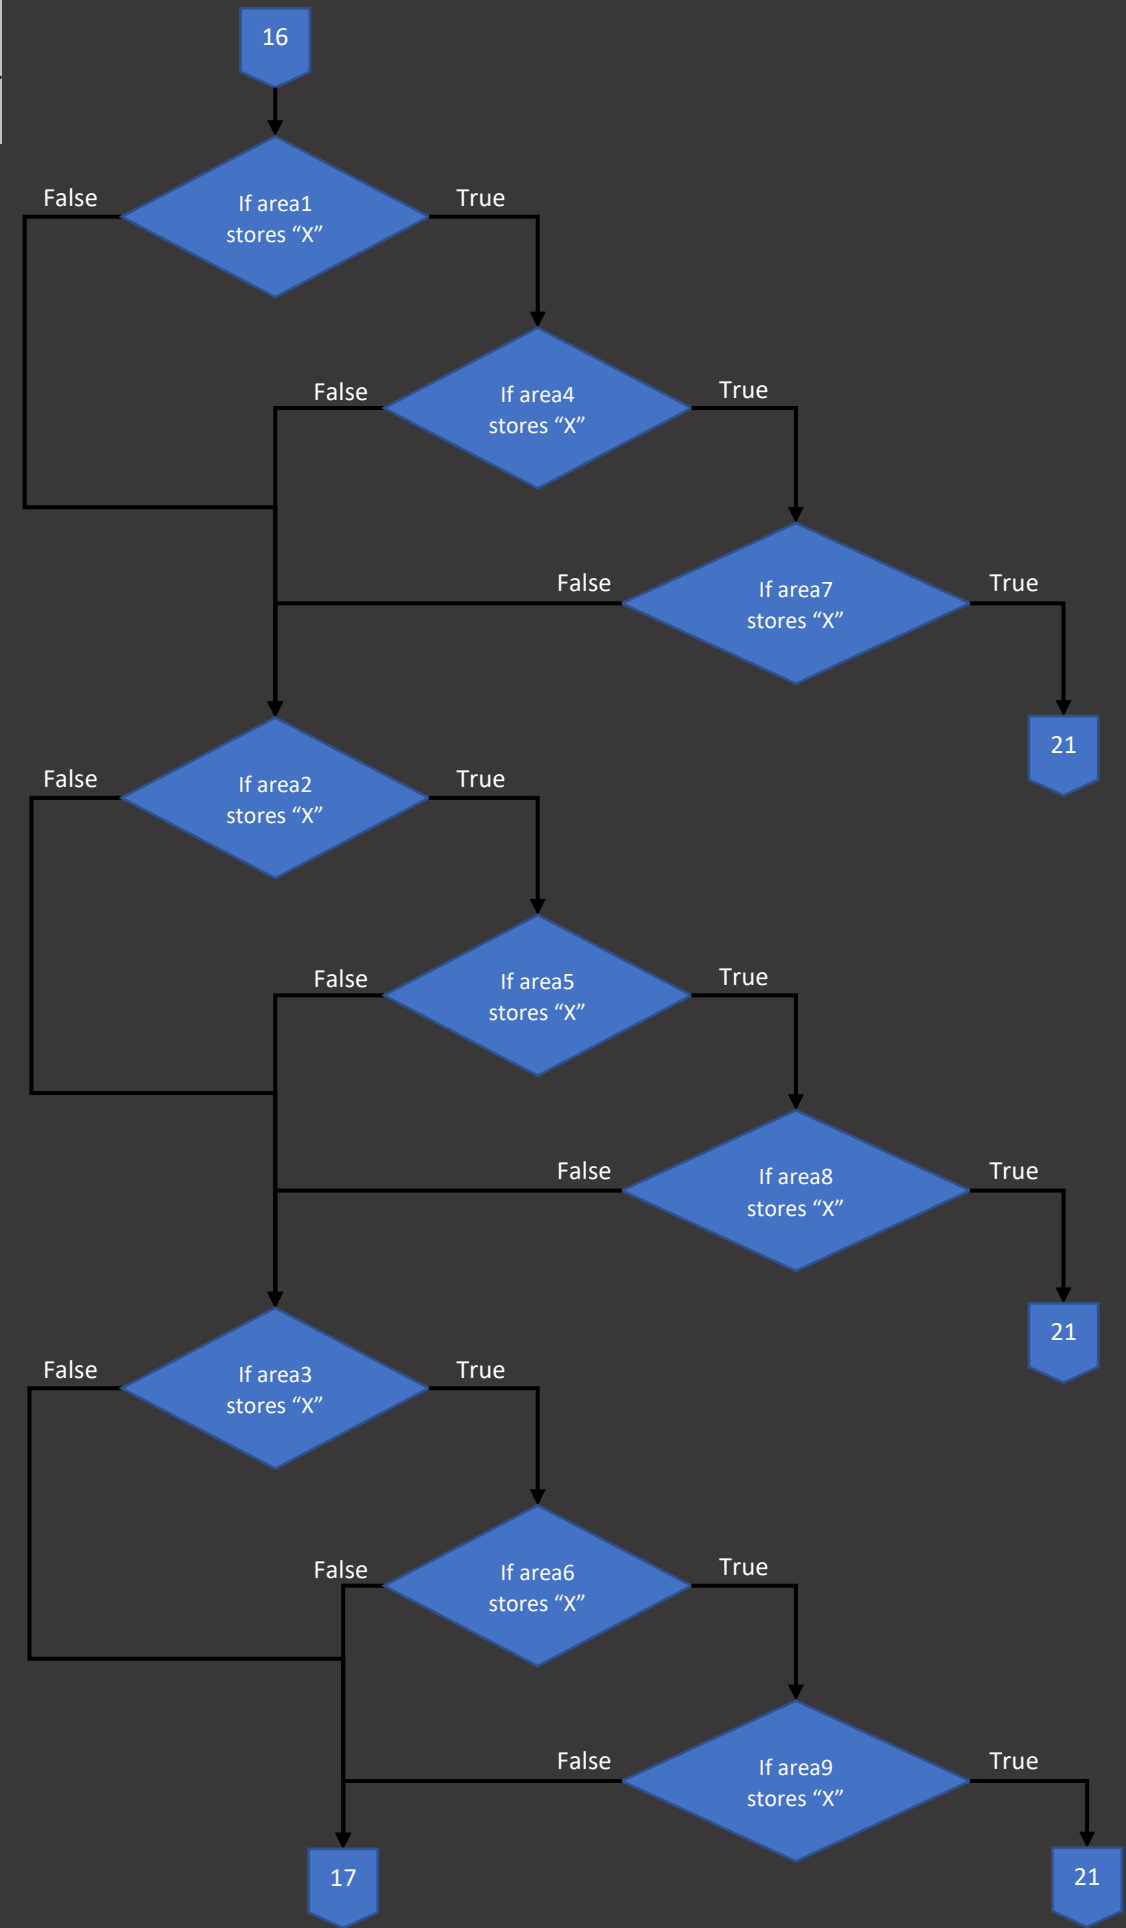 16
False
If area1
stores “X”
True
False
If area4
stores “X”
True
False
If area7
stores “X”
True
21
False
If area2
stores “X”
True
False
If area5
stores “X”
True
False
If area8
stores “X”
True
21
False
If area3
stores “X”
True
False
If area6
stores “X”
True
False
If area9
stores “X”
True
17
21